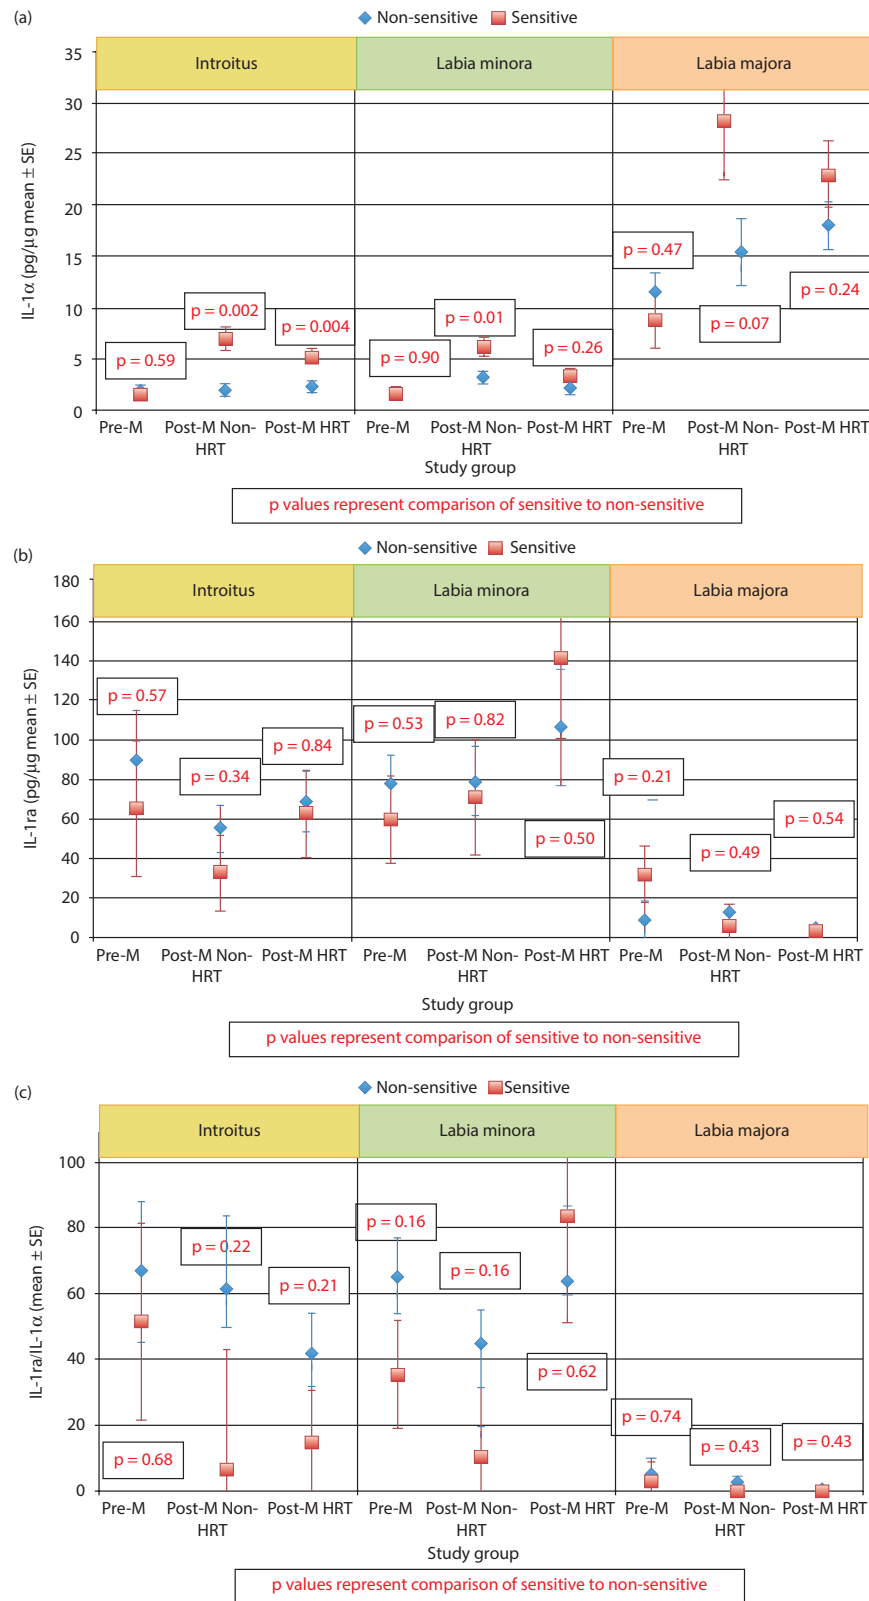 (a)
Non-sensitive Sensitive
Introitus Labia minora Labia majora
IL-1α (pg/μg mean ± SE)
35
30
25
20
15
10
5
0
p = 0.59
p = 0.002
p = 0.004
p = 0.90
p = 0.01
p = 0.26
p = 0.47
p = 0.07
p = 0.24
Pre-M Post-M Non-HRT Post-M HRT Pre-M Post-M Non-HRT Post-M HRT Pre-M Post-M Non-HRT Post-M HRT
Study group
p values represent comparison of sensitive to non-sensitive
(b)
Non-sensitive Sensitive
Introitus Labia minora Labia majora
IL-1ra (pg/μg mean ± SE)
180
160
140
120
100
80
60
40
20
0
p = 0.57
p = 0.34
p = 0.84
p = 0.53
p = 0.82
p = 0.50
p = 0.21
p = 0.49
p = 0.54
Pre-M Post-M Non-HRT Post-M HRT Pre-M Post-M Non-HRT Post-M HRT Pre-M Post-M Non-HRT Post-M HRT
Study group
p values represent comparison of sensitive to non-sensitive
(c)
Non-sensitive Sensitive
Introitus Labia minora Labia majora
IL-1ra/IL-1α (mean ± SE)
100
80
60
40
20
0
p = 0.68
p = 0.22
p = 0.21
p = 0.16
p = 0.16
p = 0.62
p = 0.74
p = 0.43
p = 0.43
Pre-M Post-M Non-HRT Post-M HRT Pre-M Post-M Non-HRT Post-M HRT Pre-M Post-M Non-HRT Post-M HRT
Study group
p values represent comparison of sensitive to non-sensitive